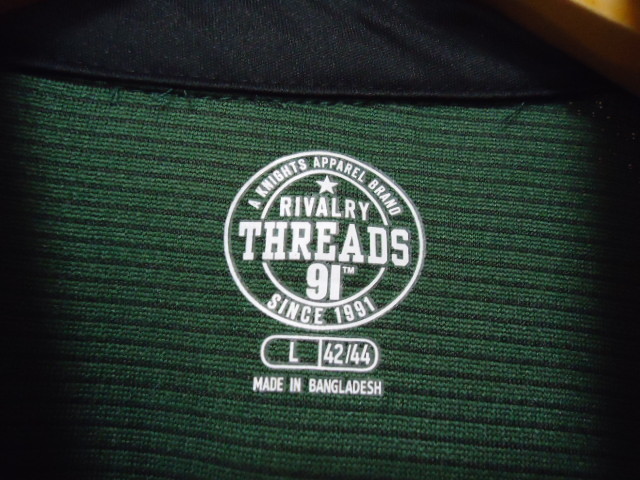 A KNIGHTS APPAREL BRAND
RIVALRY
THREADS
91™
SINCE 1991
L 42/44
MADE IN BANGLADESH